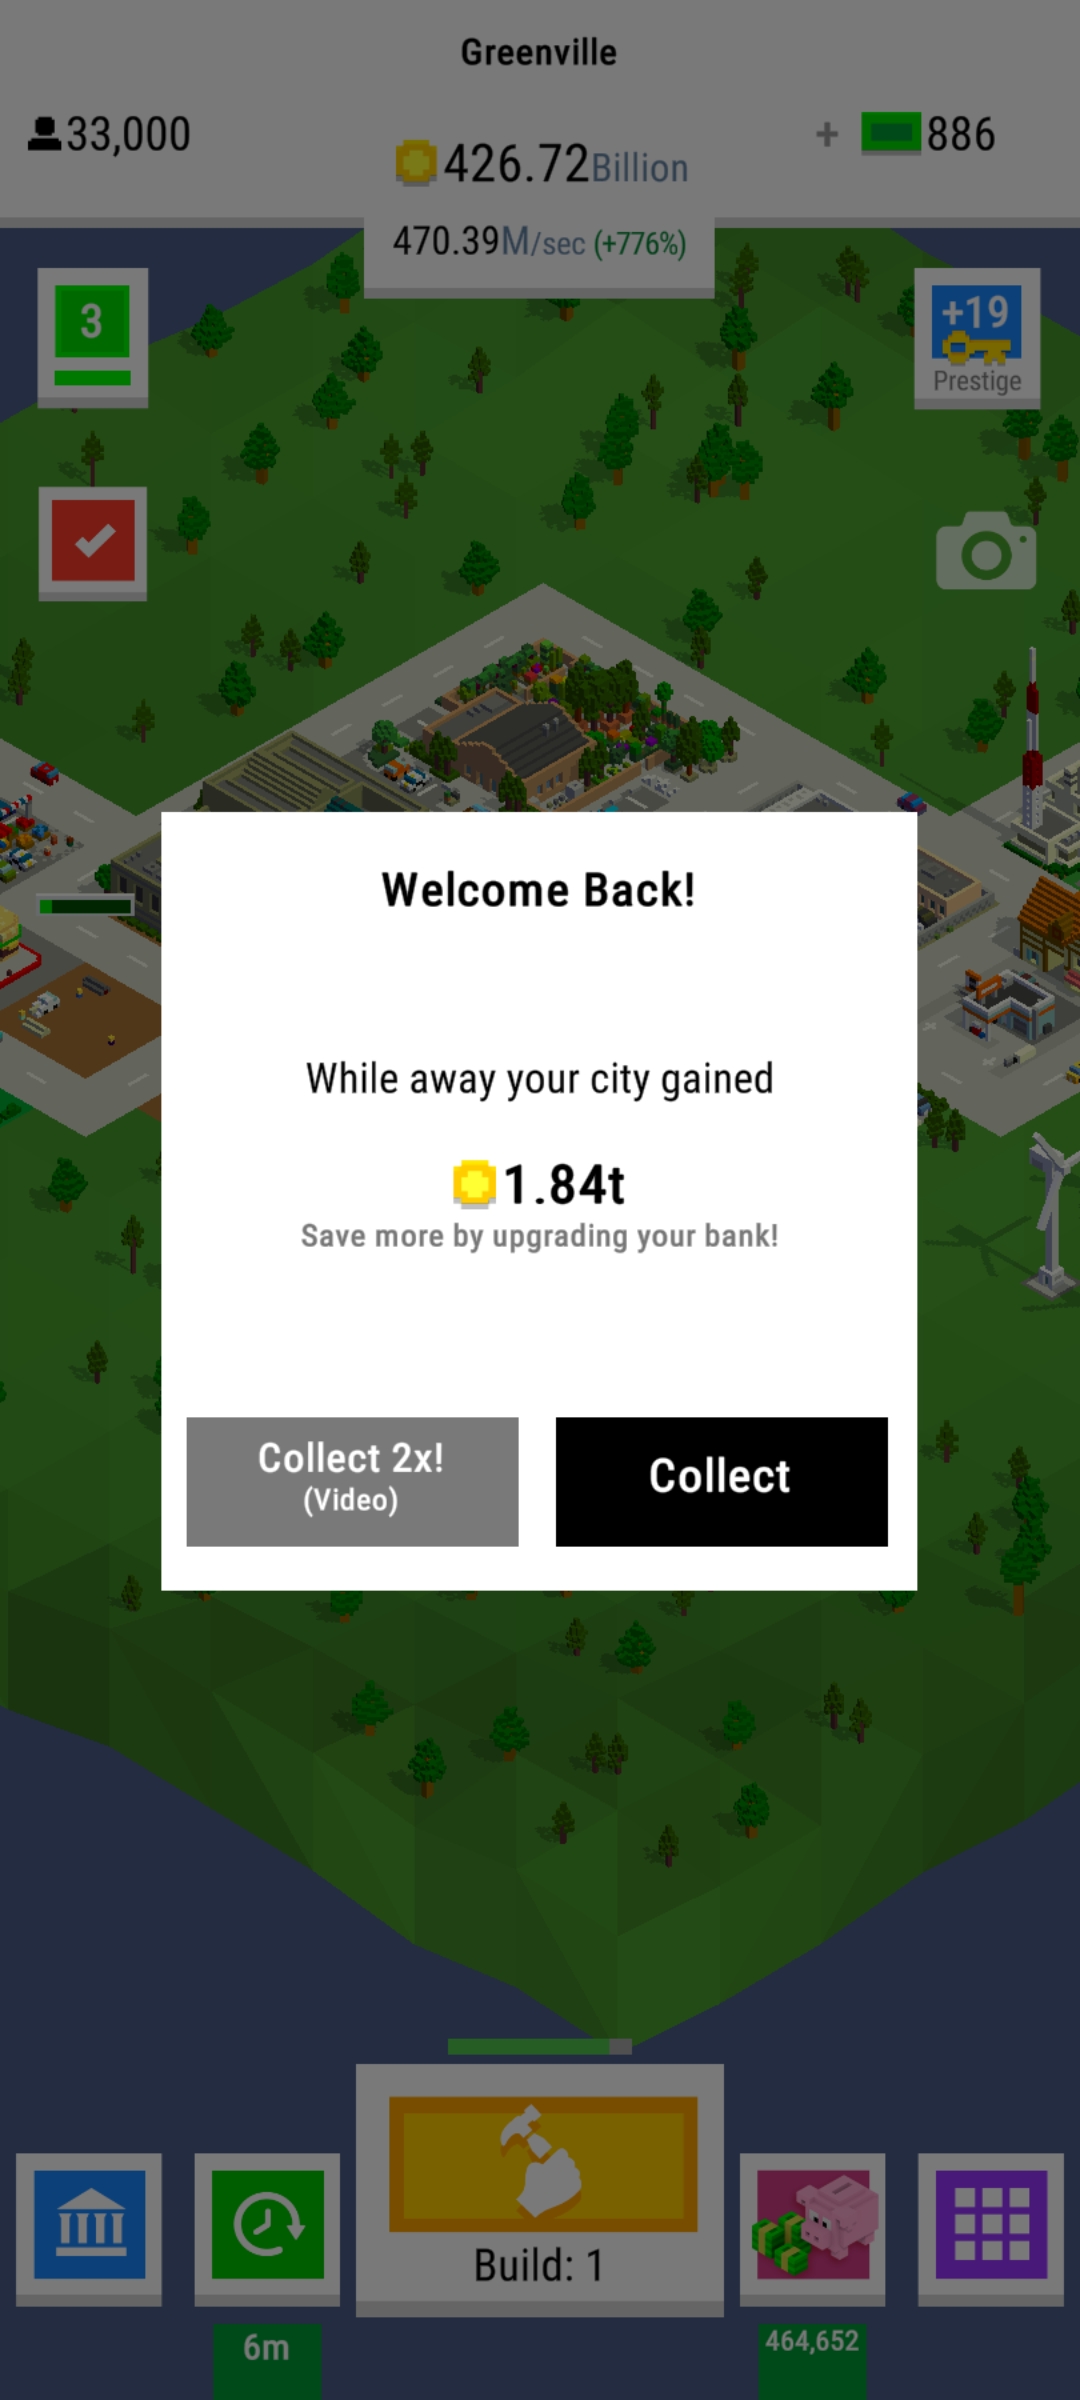 Greenville
33,000
426.72Billion
+ 886
470.39M/sec (+776%)
3
+19
Prestige
Welcome Back!
While away your city gained
1.84t
Save more by upgrading your bank!
Collect 2x!
(Video)
Collect
Build: 1
6m
464,652